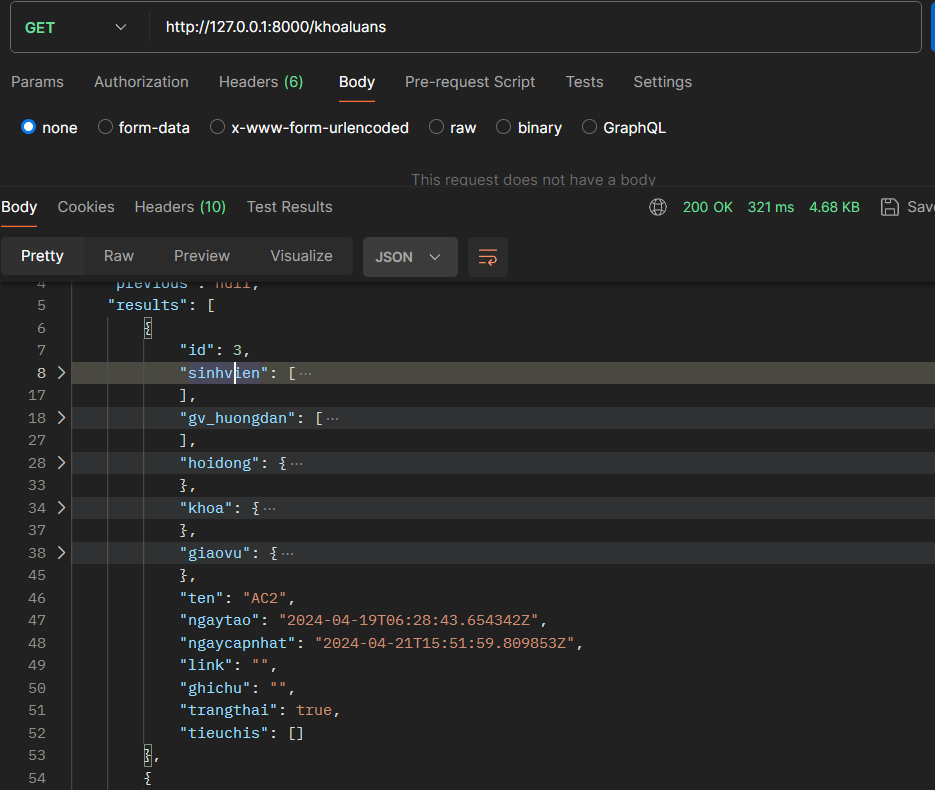 GET http://127.0.0.1:8000/khoaluans
Params Authorization Headers (6) Body Pre-request Script Tests Settings
none form-data x-www-form-urlencoded raw binary GraphQL
This request does not have a body
Body Cookies Headers (10) Test Results 200 OK 321 ms 4.68 KB Save
Pretty Raw Preview Visualize JSON
4 "previous": null,
5 "results": [
6 {
7 "id": 3,
8 "sinhvien": [ ...
17 ],
18 "gv_huongdan": [ ...
27 ],
28 "hoidong": { ...
33 },
34 "khoa": { ...
37 },
38 "giaovu": { ...
45 },
46 "ten": "AC2",
47 "ngaytao": "2024-04-19T06:28:43.654342Z",
48 "ngaycapnhat": "2024-04-21T15:51:59.809853Z",
49 "link": "",
50 "ghichu": "",
51 "trangthai": true,
52 "tieuchis": []
53 },
54 {